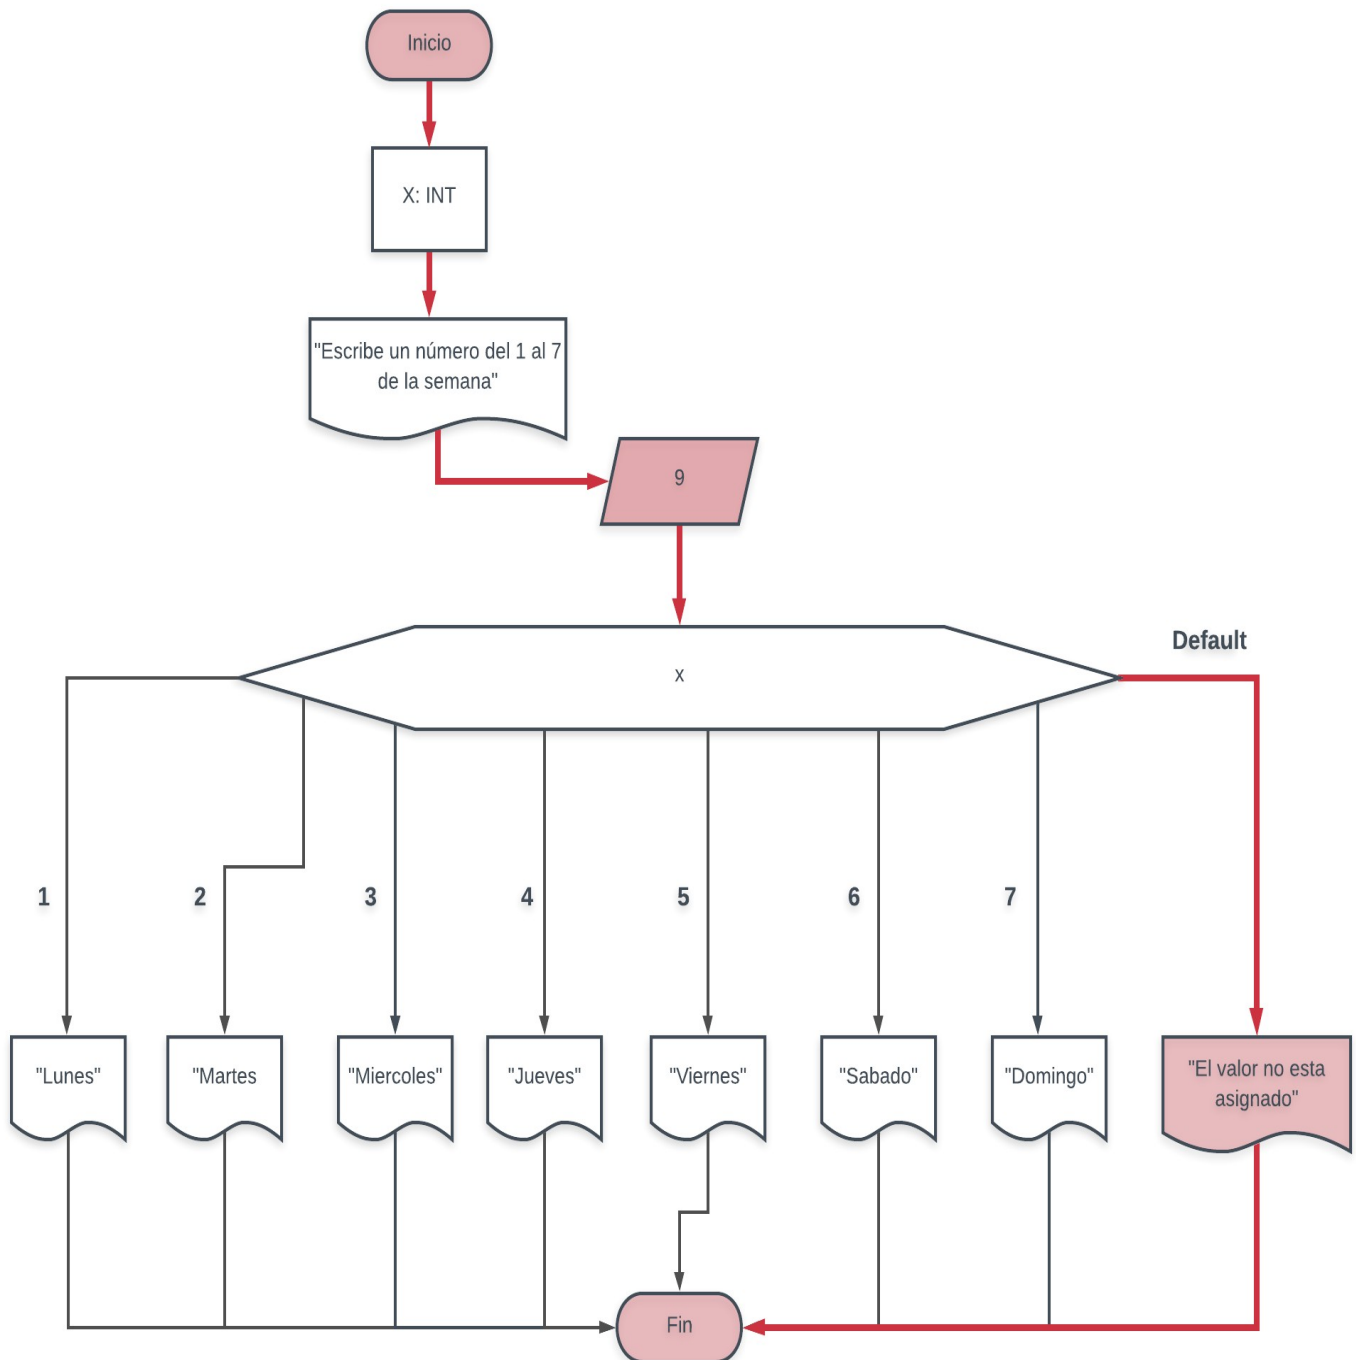 Inicio
X: INT
"Escribe un número del 1 al 7
de la semana"
9
x
Default
1
2
3
4
5
6
7
"Lunes"
"Martes
"Miercoles"
"Jueves"
"Viernes"
"Sabado"
"Domingo"
"El valor no esta
asignado"
Fin